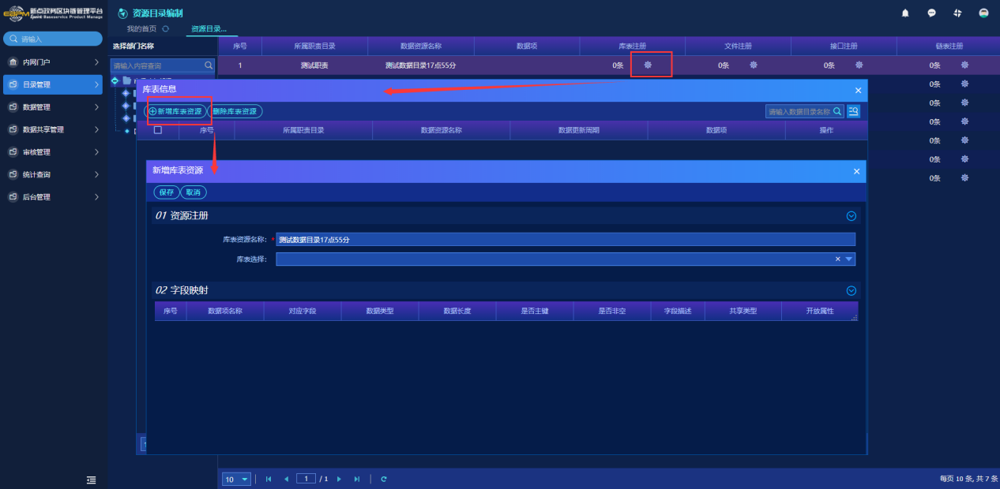 新点政务区块链管理平台
Epoint Baseservice Product Manage
资源目录编制
我的首页
资源目录...
请输入
内网门户
目录管理
数据管理
数据共享管理
审核管理
统计查询
后台管理
选择部门名称
请输入内容查询
序号 所属职责目录 数据资源名称 数据项 库表注册 文件注册 接口注册 链表注册
1 测试职责 测试数据目录17点55分 0条 0条 0条 0条
0条
0条
0条
0条
0条
0条
库表信息
新增库表资源 删除库表资源 请输入数据目录名称
序号 所属职责目录 数据资源名称 数据更新周期 数据项 操作
新增库表资源
保存 取消
01 资源注册
库表资源名称: * 测试数据目录17点55分
库表选择:
02 字段映射
序号 数据项名称 对应字段 数据类型 数据长度 是否主键 是否非空 字段描述 共享类型 开放属性
10 1 / 1 每页 10 条, 共 7 条